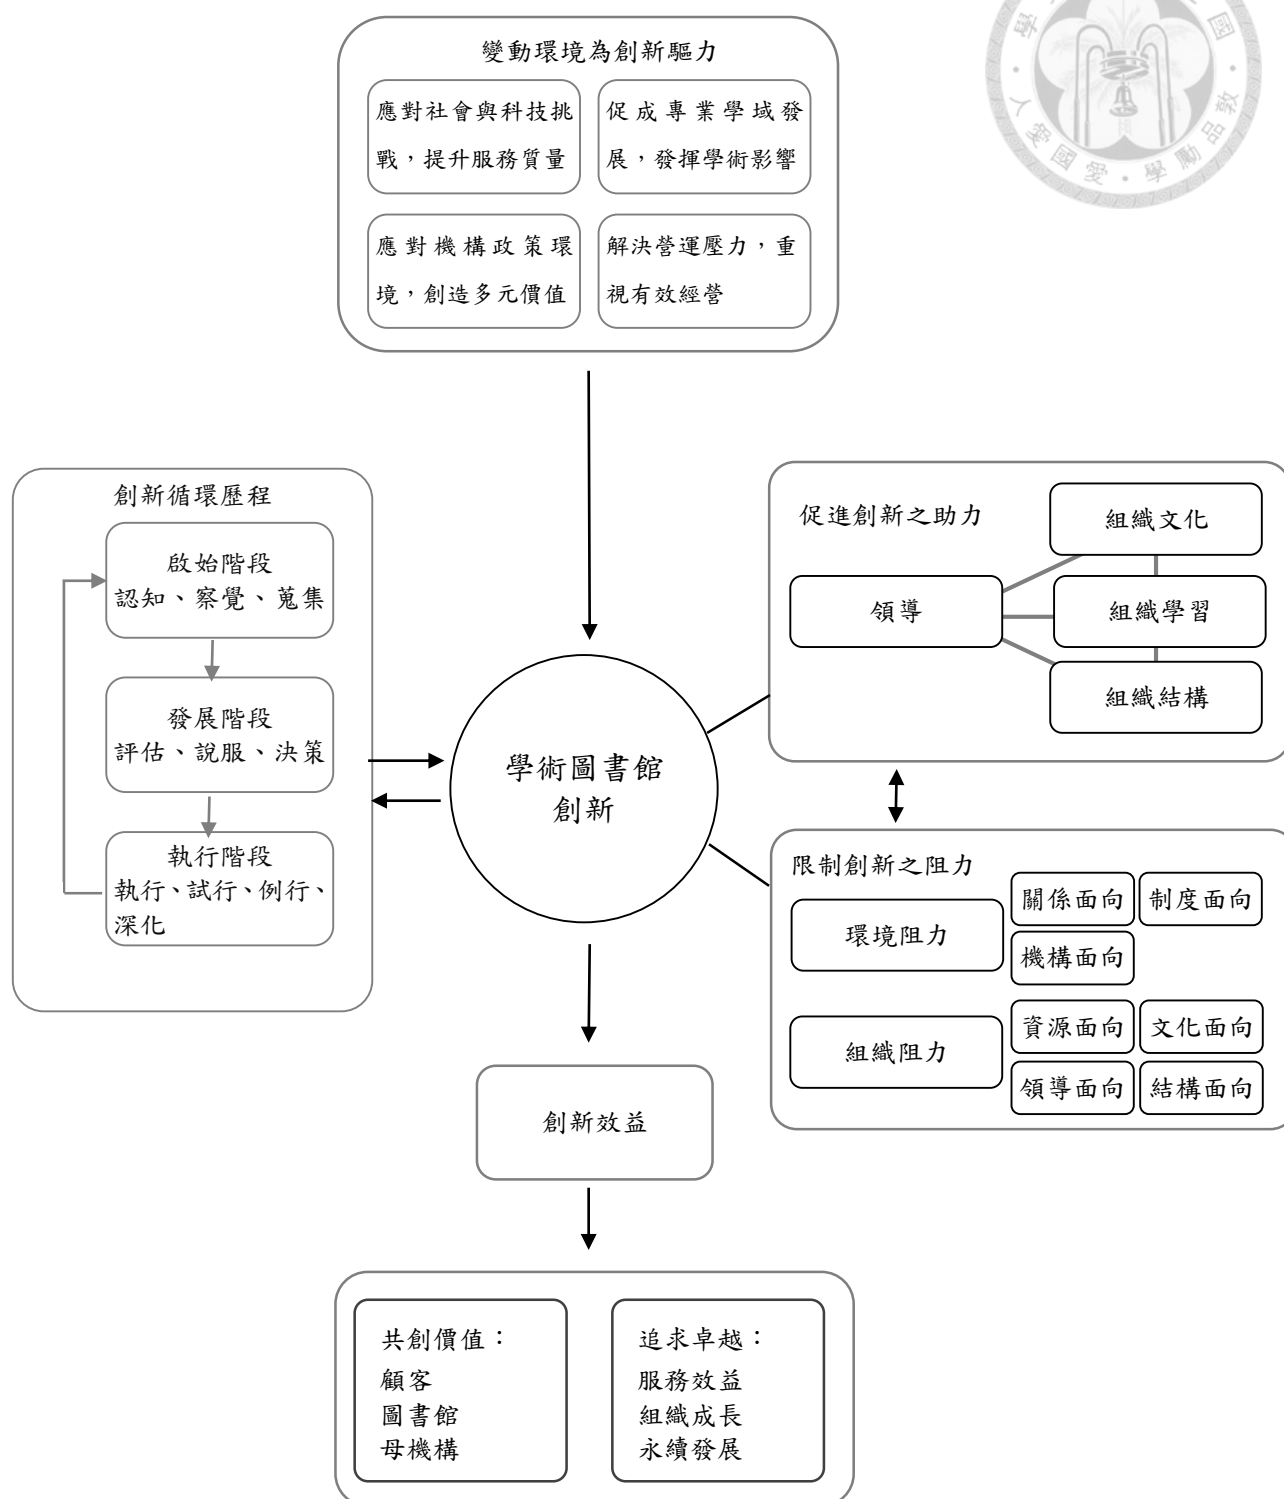 變動環境為創新驅力
應對社會與科技挑
戰，提升服務質量
促成專業學域發
展，發揮學術影響
應對機構政策環
境，創造多元價值
解決營運壓力，重
視有效經營
創新循環歷程
啟始階段
認知、察覺、蒐集
發展階段
評估、說服、決策
執行階段
執行、試行、例行、
深化
學術圖書館
創新
促進創新之助力
領導
組織文化
組織學習
組織結構
限制創新之阻力
環境阻力
關係面向
制度面向
機構面向
組織阻力
資源面向
文化面向
領導面向
結構面向
創新效益
共創價值：
顧客
圖書館
母機構
追求卓越：
服務效益
組織成長
永續發展